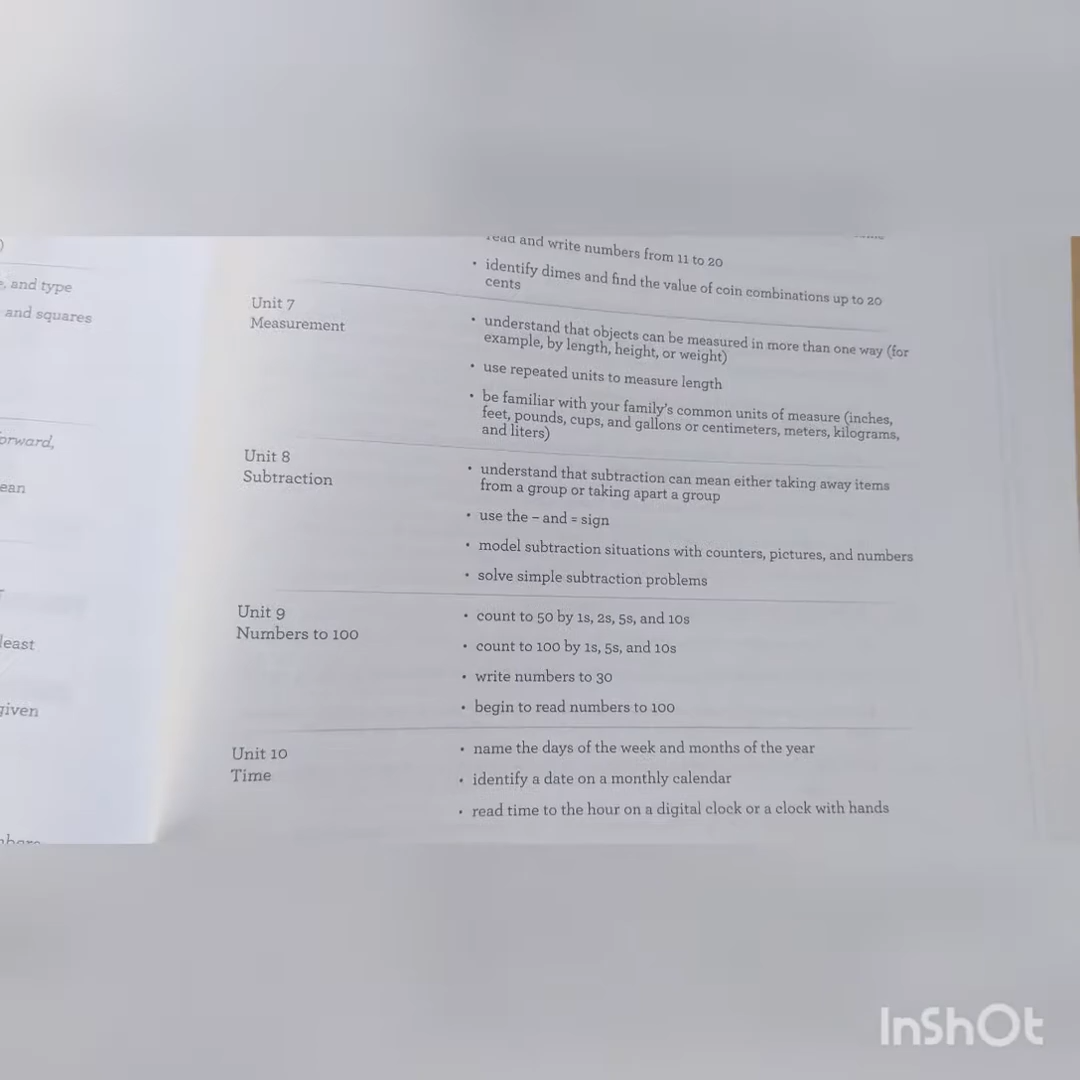 )
, and type
and squares
orward,
ean
least
given
read and write numbers from 11 to 20
• identify dimes and find the value of coin combinations up to 20
cents
Unit 7
Measurement
• understand that objects can be measured in more than one way (for
example, by length, height, or weight)
• use repeated units to measure length
• be familiar with your family's common units of measure (inches,
feet, pounds, cups, and gallons or centimeters, meters, kilograms,
and liters)
Unit 8
Subtraction
• understand that subtraction can mean either taking away items
from a group or taking apart a group
• use the – and = sign
• model subtraction situations with counters, pictures, and numbers
• solve simple subtraction problems
Unit 9
Numbers to 100
• count to 50 by 1s, 2s, 5s, and 10s
• count to 100 by 1s, 5s, and 10s
• write numbers to 30
• begin to read numbers to 100
Unit 10
Time
• name the days of the week and months of the year
• identify a date on a monthly calendar
• read time to the hour on a digital clock or a clock with hands
InShOt